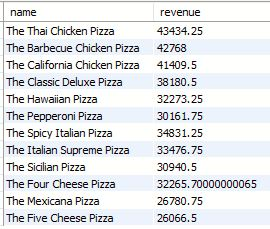 name revenue
The Thai Chicken Pizza 43434.25
The Barbecue Chicken Pizza 42768
The California Chicken Pizza 41409.5
The Classic Deluxe Pizza 38180.5
The Hawaiian Pizza 32273.25
The Pepperoni Pizza 30161.75
The Spicy Italian Pizza 34831.25
The Italian Supreme Pizza 33476.75
The Sicilian Pizza 30940.5
The Four Cheese Pizza 32265.70000000065
The Mexicana Pizza 26780.75
The Five Cheese Pizza 26066.5